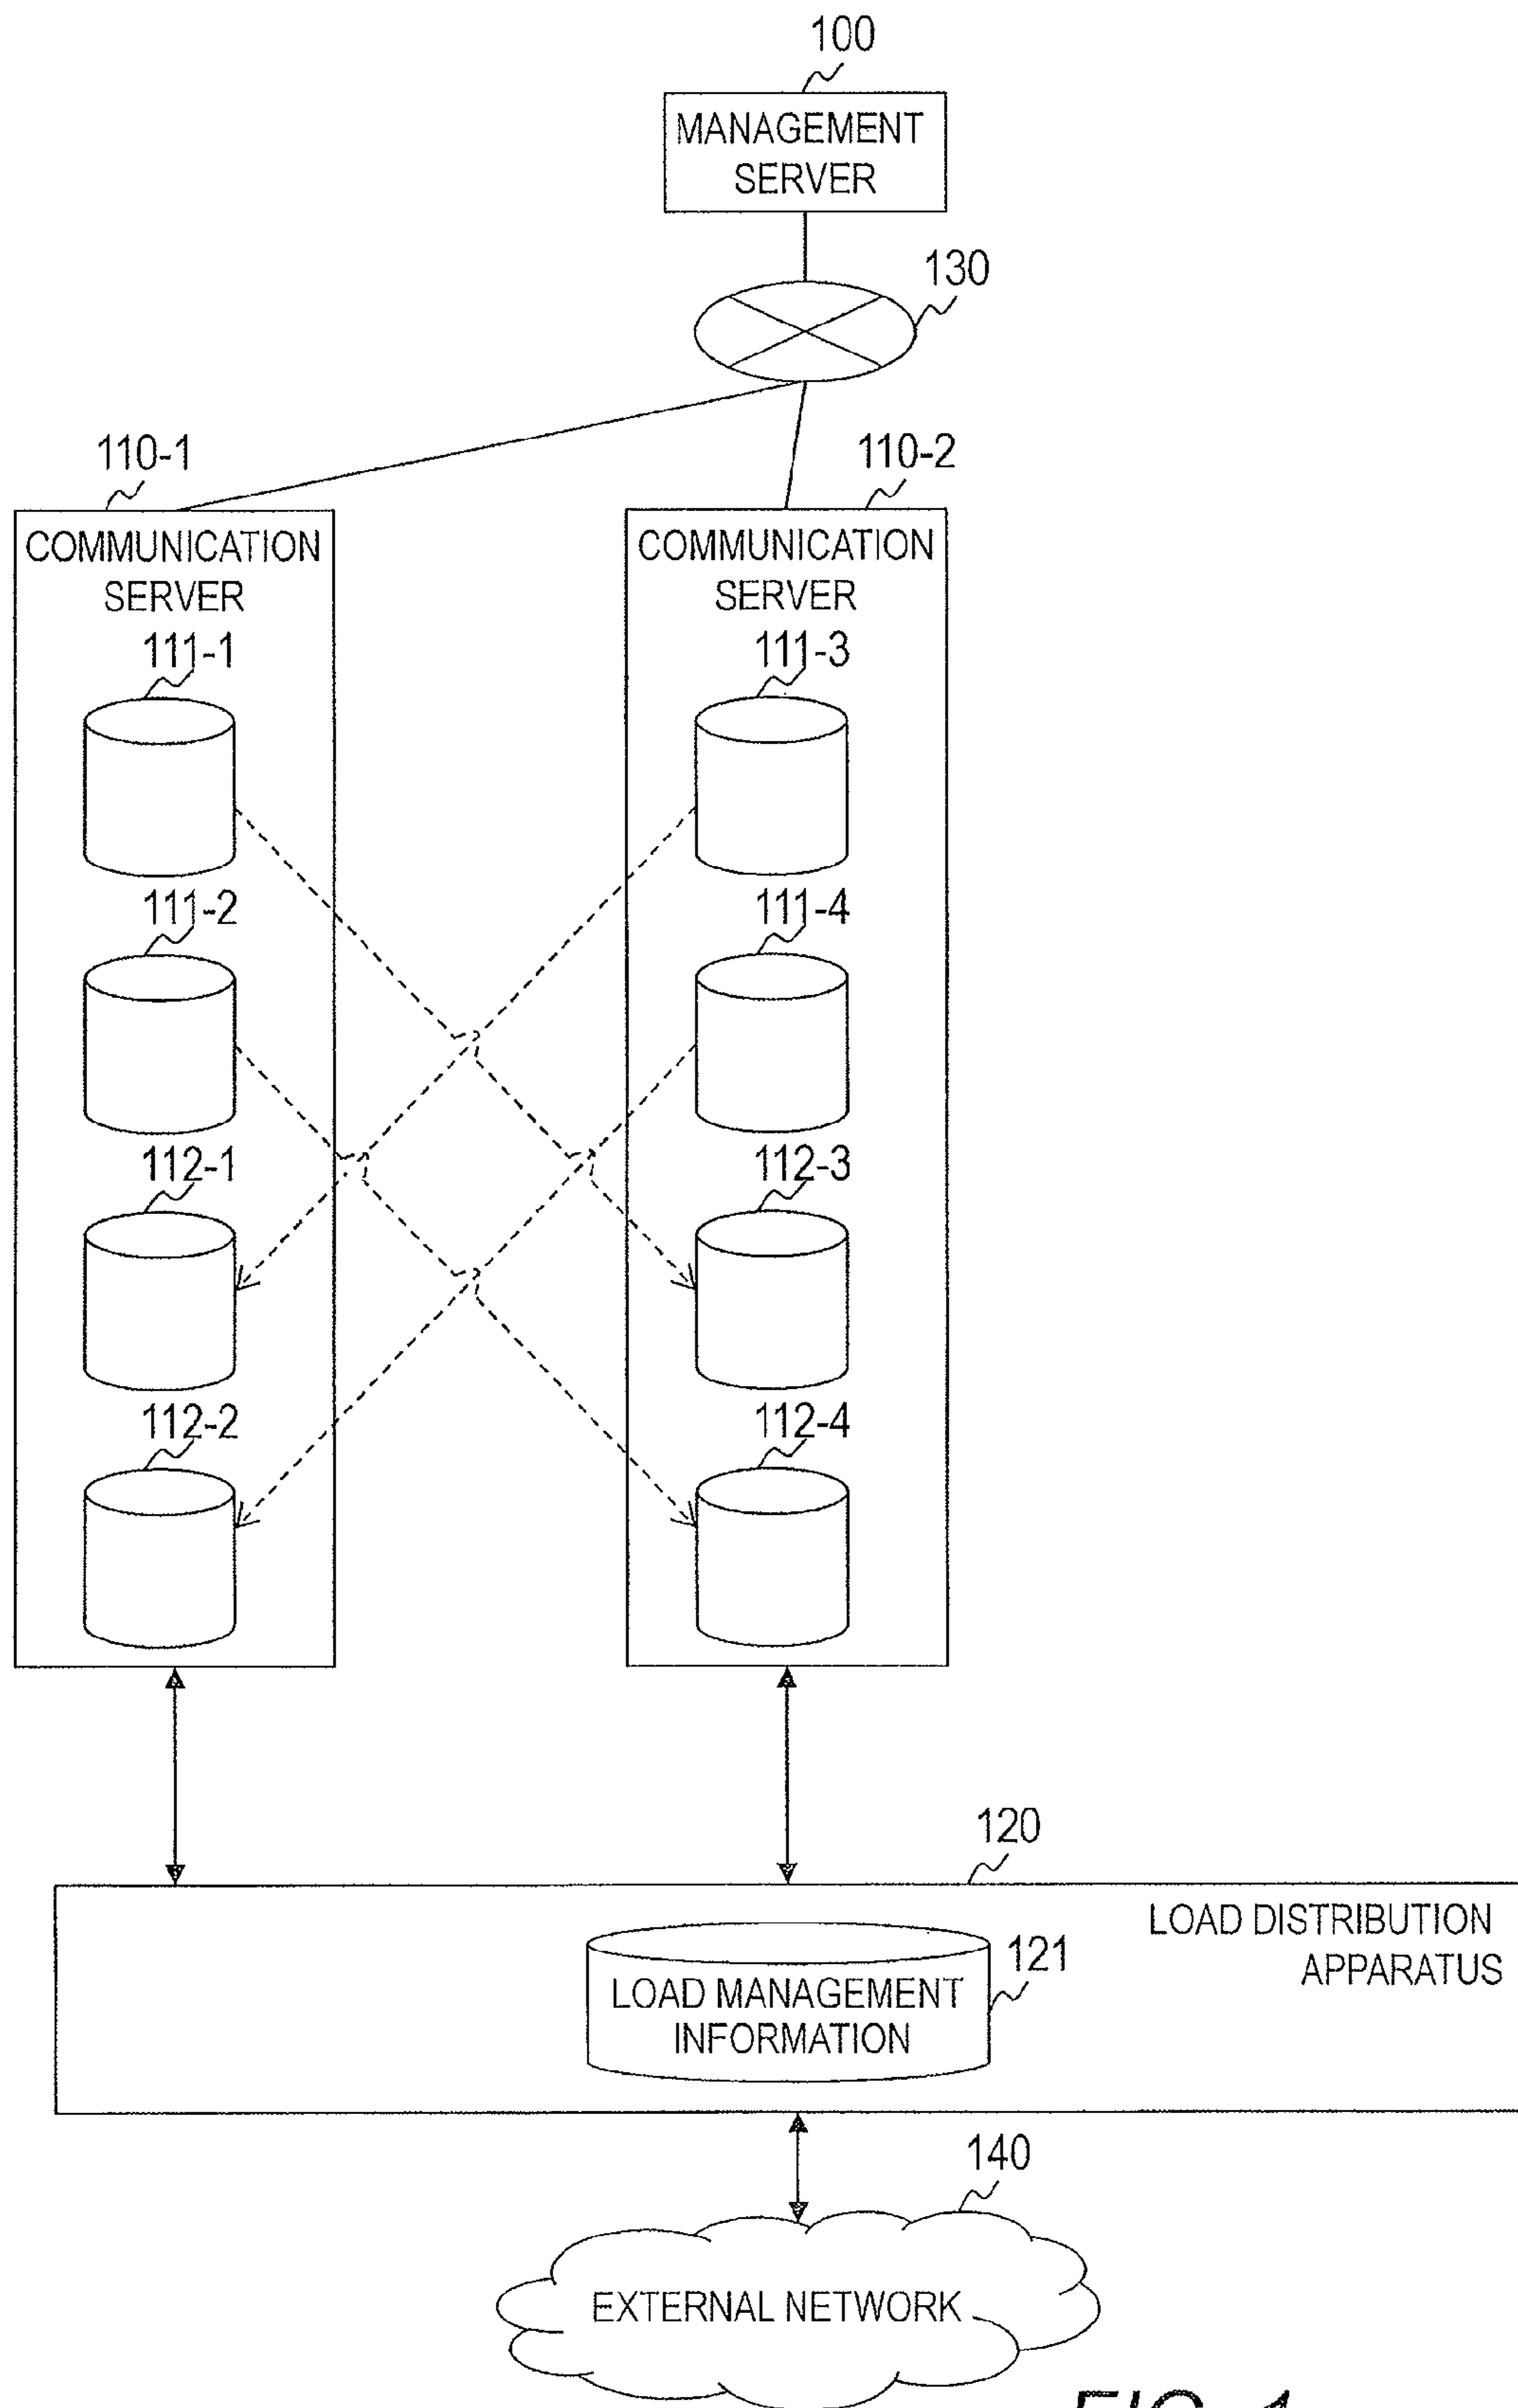 100
MANAGEMENT
SERVER
130
110-1
110-2
COMMUNICATION
SERVER
COMMUNICATION
SERVER
111-1
111-3
111-2
111-4
112-1
112-3
112-2
112-4
120
LOAD DISTRIBUTION
APPARATUS
121
LOAD MANAGEMENT
INFORMATION
140
EXTERNAL NETWORK
FIG. 1